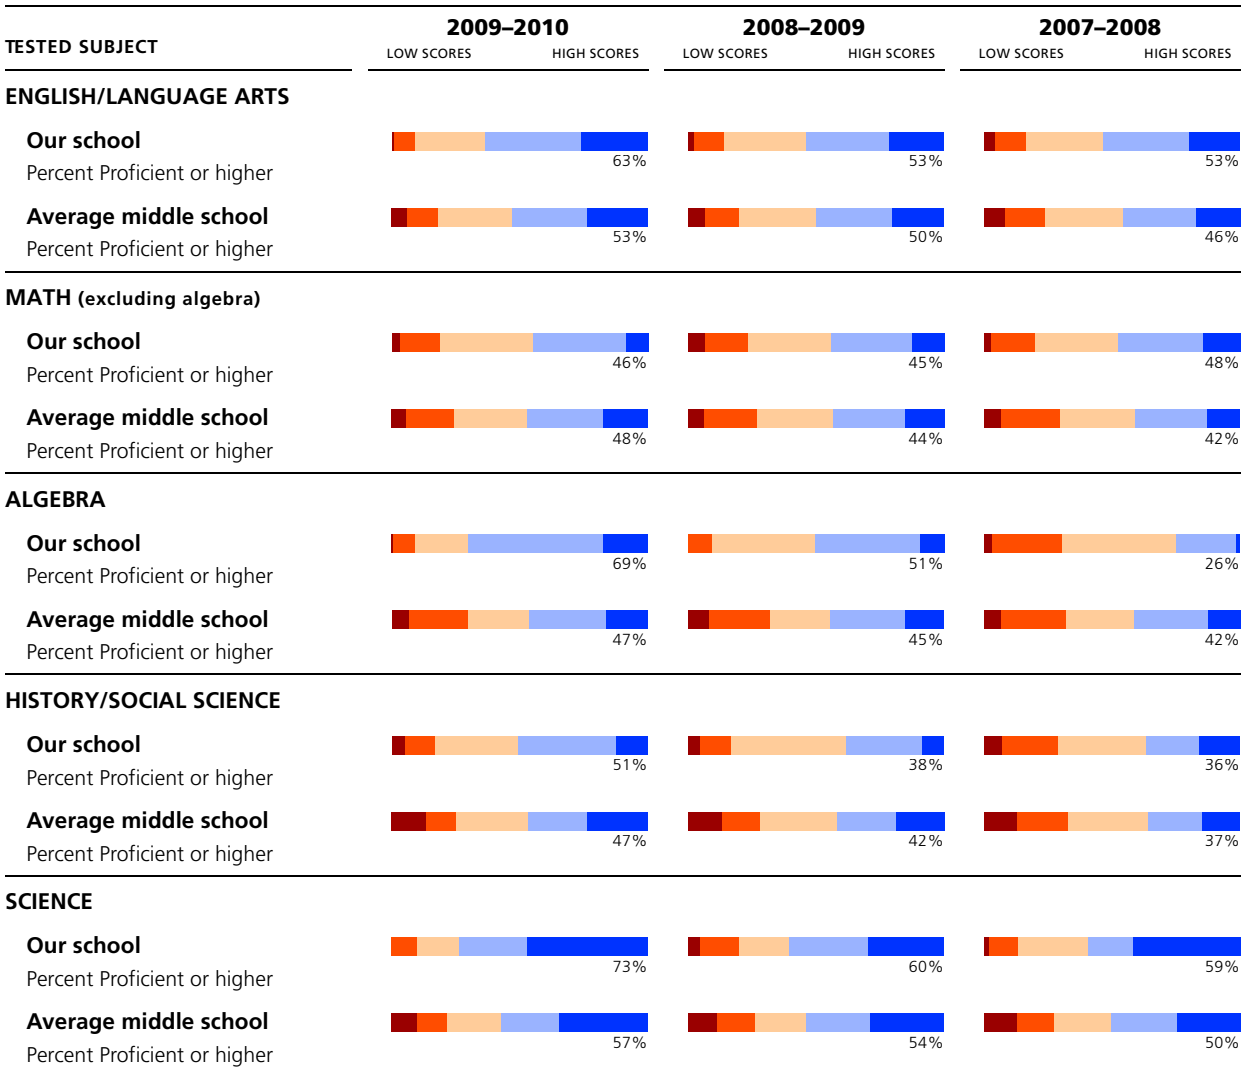 2009–2010 2008–2009 2007–2008
TESTED SUBJECT LOW SCORES HIGH SCORES LOW SCORES HIGH SCORES LOW SCORES HIGH SCORES
ENGLISH/LANGUAGE ARTS
Our school
63% 53% 53%
Percent Proficient or higher
Average middle school
53% 50% 46%
Percent Proficient or higher
MATH (excluding algebra)
Our school
46% 45% 48%
Percent Proficient or higher
Average middle school
48% 44% 42%
Percent Proficient or higher
ALGEBRA
Our school
69% 51% 26%
Percent Proficient or higher
Average middle school
47% 45% 42%
Percent Proficient or higher
HISTORY/SOCIAL SCIENCE
Our school
51% 38% 36%
Percent Proficient or higher
Average middle school
47% 42% 37%
Percent Proficient or higher
SCIENCE
Our school
73% 60% 59%
Percent Proficient or higher
Average middle school
57% 54% 50%
Percent Proficient or higher